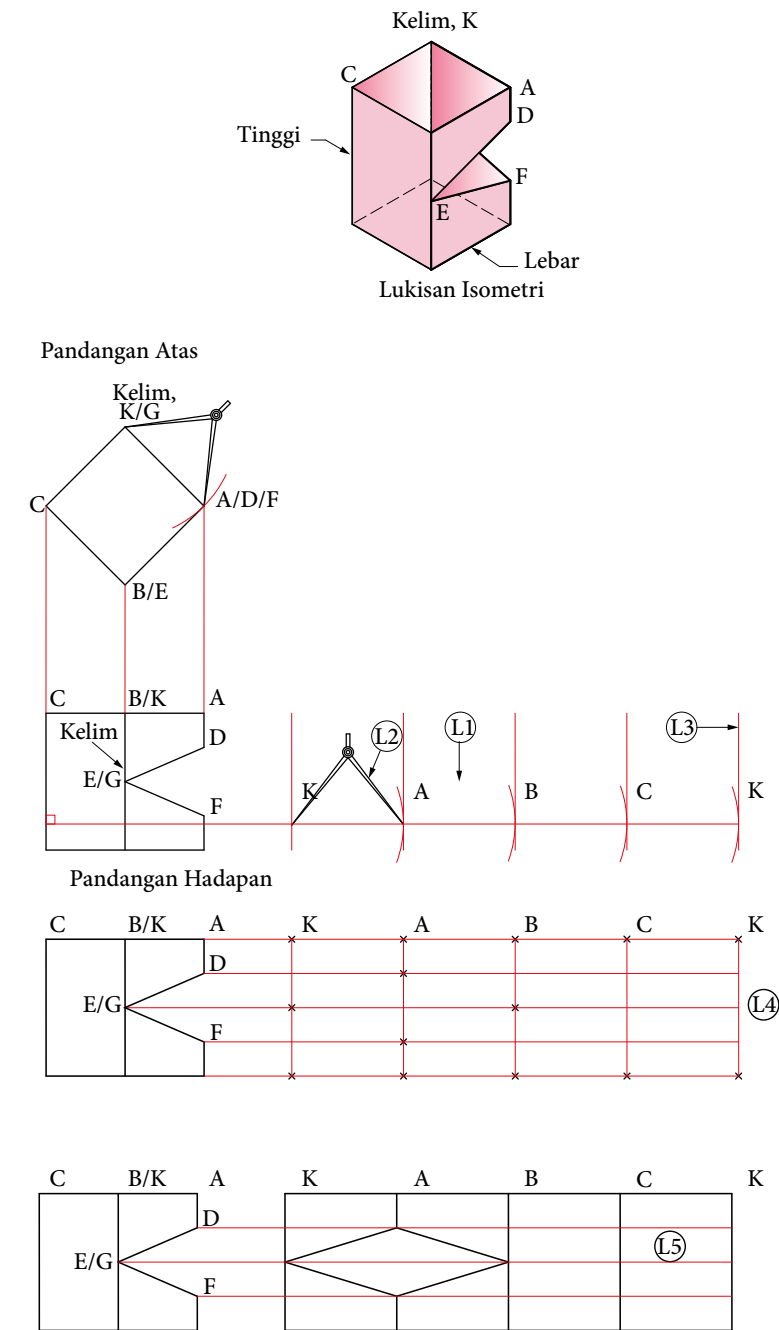 Kelim, K
C
A
D
Tinggi
F
E
Lebar
Lukisan Isometri
Pandangan Atas
Kelim,
K/G
C
A/D/F
B/E
C B/K A
Kelim D L2 L1 L3
E/G K A B C K
F
Pandangan Hadapan
C B/K A K A B C K
D
E/G L4
F
C B/K A K A B C K
D
E/G L5
F